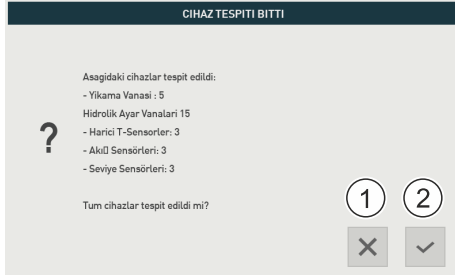 CIHAZ TESPITI BITTI
Asagidaki cihazlar tespit edildi:
- Yikama Vanasi : 5
Hidrolik Ayar Vanalari 15
- Harici T-Sensorler: 3
- Akı▯ Sensörleri: 3
- Seviye Sensörleri: 3
?
Tum cihazlar tespit edildi mi?
1
2